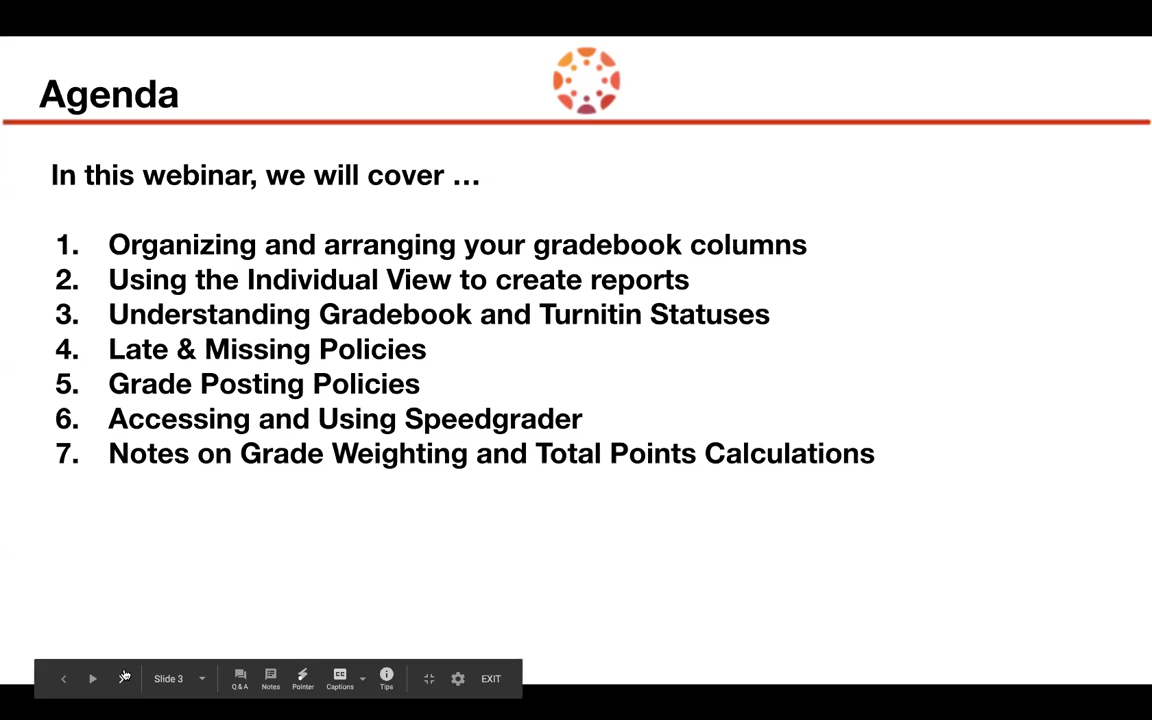 Agenda
In this webinar, we will cover ...
1. Organizing and arranging your gradebook columns
2. Using the Individual View to create reports
3. Understanding Gradebook and Turnitin Statuses
4. Late & Missing Policies
5. Grade Posting Policies
6. Accessing and Using Speedgrader
7. Notes on Grade Weighting and Total Points Calculations
Slide 3 Q & A Notes Pointer CC Captions Tips EXIT